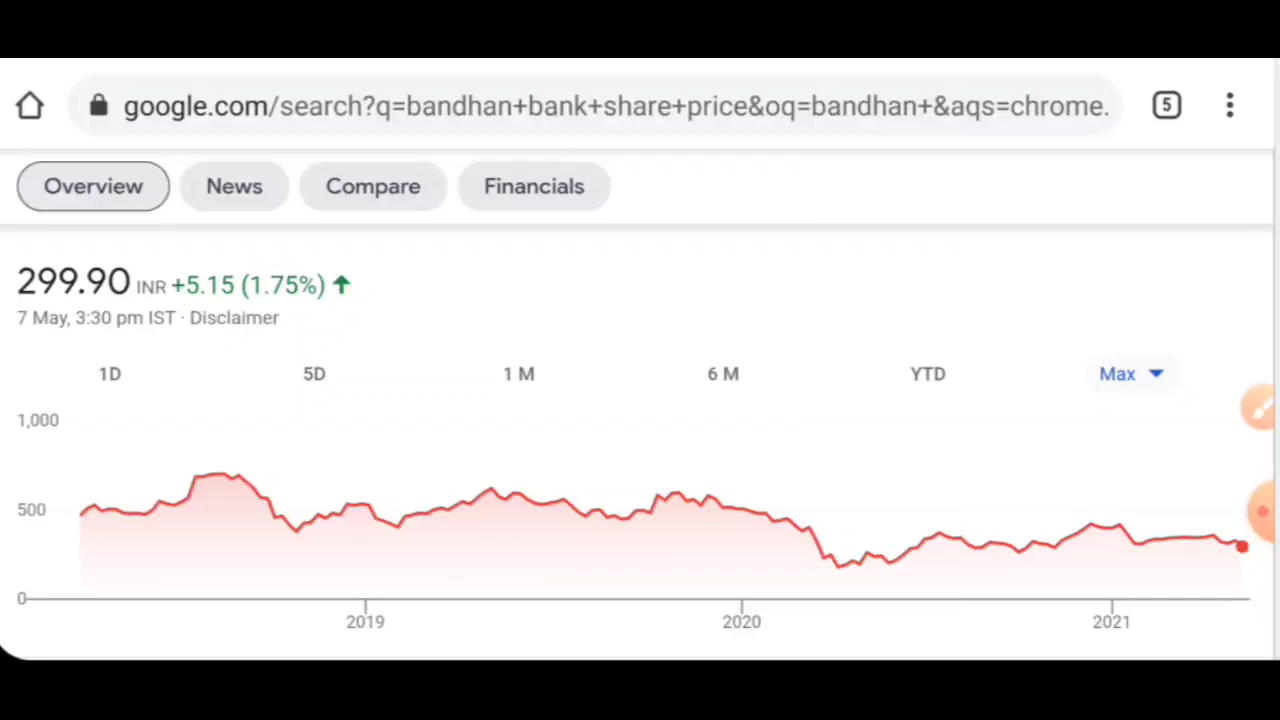 google.com/search?q=bandhan+bank+share+price&oq=bandhan+&aqs=chrome.
5
Overview News Compare Financials
299.90 INR +5.15 (1.75%)
7 May, 3:30 pm IST · Disclaimer
1D 5D 1 M 6 M YTD Max
1,000
500
0
2019 2020 2021